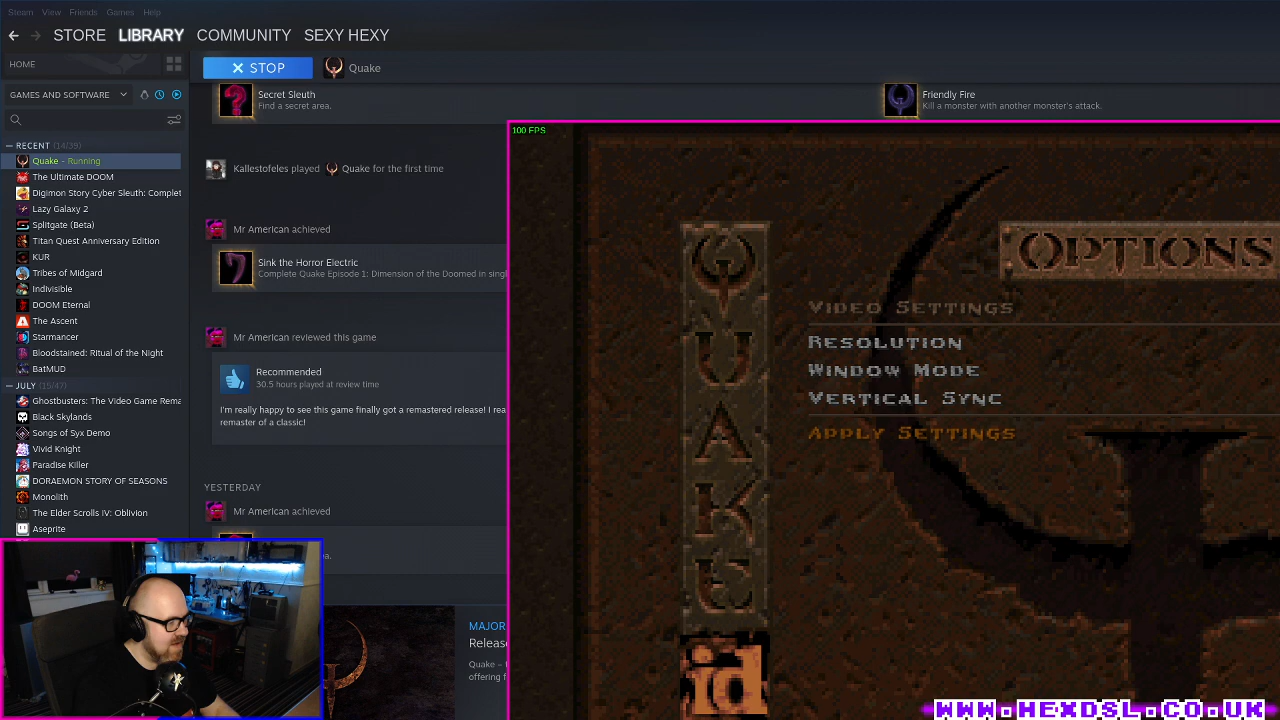 Steam View Friends Games Help
STORE LIBRARY COMMUNITY SEXY HEXY
HOME
STOP
Quake
GAMES AND SOFTWARE
RECENT (14/39)
Quake - Running
The Ultimate DOOM
Digimon Story Cyber Sleuth: Complet
Lazy Galaxy 2
Splitgate (Beta)
Titan Quest Anniversary Edition
KUR
Tribes of Midgard
Indivisible
DOOM Eternal
The Ascent
Starmancer
Bloodstained: Ritual of the Night
BatMUD
JULY (15/47)
Ghostbusters: The Video Game Rema
Black Skylands
Songs of Syx Demo
Vivid Knight
Paradise Killer
DORAEMON STORY OF SEASONS
Monolith
The Elder Scrolls IV: Oblivion
Aseprite
Secret Sleuth
Find a secret area.
Friendly Fire
Kill a monster with another monster's attack.
Kallestofeles played Quake for the first time
Mr American achieved
Sink the Horror Electric
Complete Quake Episode 1: Dimension of the Doomed in singl
Mr American reviewed this game
Recommended
30.5 hours played at review time
I'm really happy to see this game finally got a remastered release! I rea
remaster of a classic!
YESTERDAY
Mr American achieved
ea.
MAJOR
Release
Quake –
offering f
100 FPS
QUAKE
id
OPTIONS
VIDEO SETTINGS
RESOLUTION
WINDOW MODE
VERTICAL SYNC
APPLY SETTINGS
WWW.HEXDSL.CO.UK